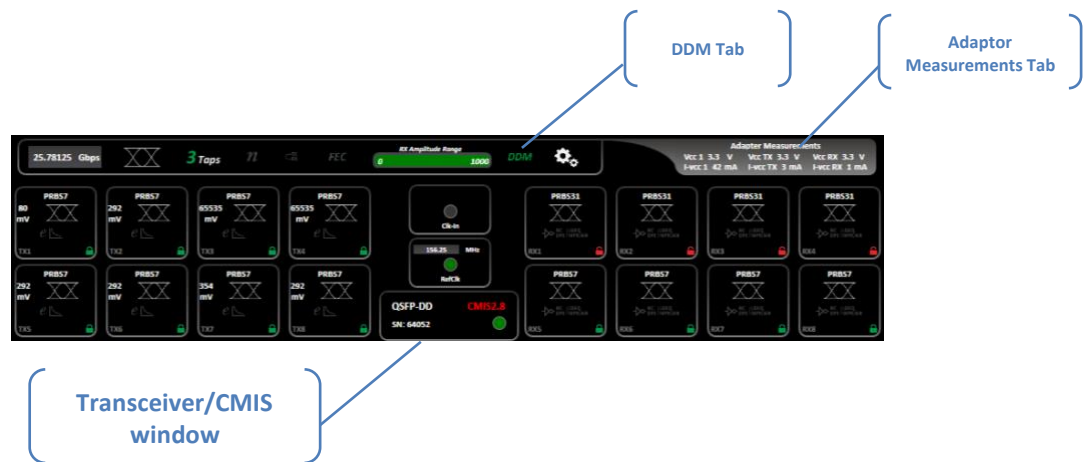 DDM Tab
Adaptor
Measurements Tab
25.78125 Gbps
3 Taps
n
FEC
RX Amplitude Range
0 1000
DDM
Adapter Measurements
Vcc 1 3.3 V Vcc TX 3.3 V Vcc RX 3.3 V
I-vcc 1 42 mA I-vcc TX 3 mA I-vcc RX 1 mA
PRBS7
80
mV
TX1
PRBS7
292
mV
TX2
PRBS7
65535
mV
TX3
PRBS7
65535
mV
TX4
Clk-In
PRBS31
RX1
PRBS31
RX2
PRBS31
RX3
PRBS31
RX4
156.25 MHz
RefClk
PRBS7
292
mV
TX5
PRBS7
292
mV
TX6
PRBS7
354
mV
TX7
PRBS7
292
mV
TX8
QSFP-DD CMIS2.8
SN: 64052
PRBS7
RX5
PRBS7
RX6
PRBS7
RX7
PRBS7
RX8
Transceiver/CMIS
window